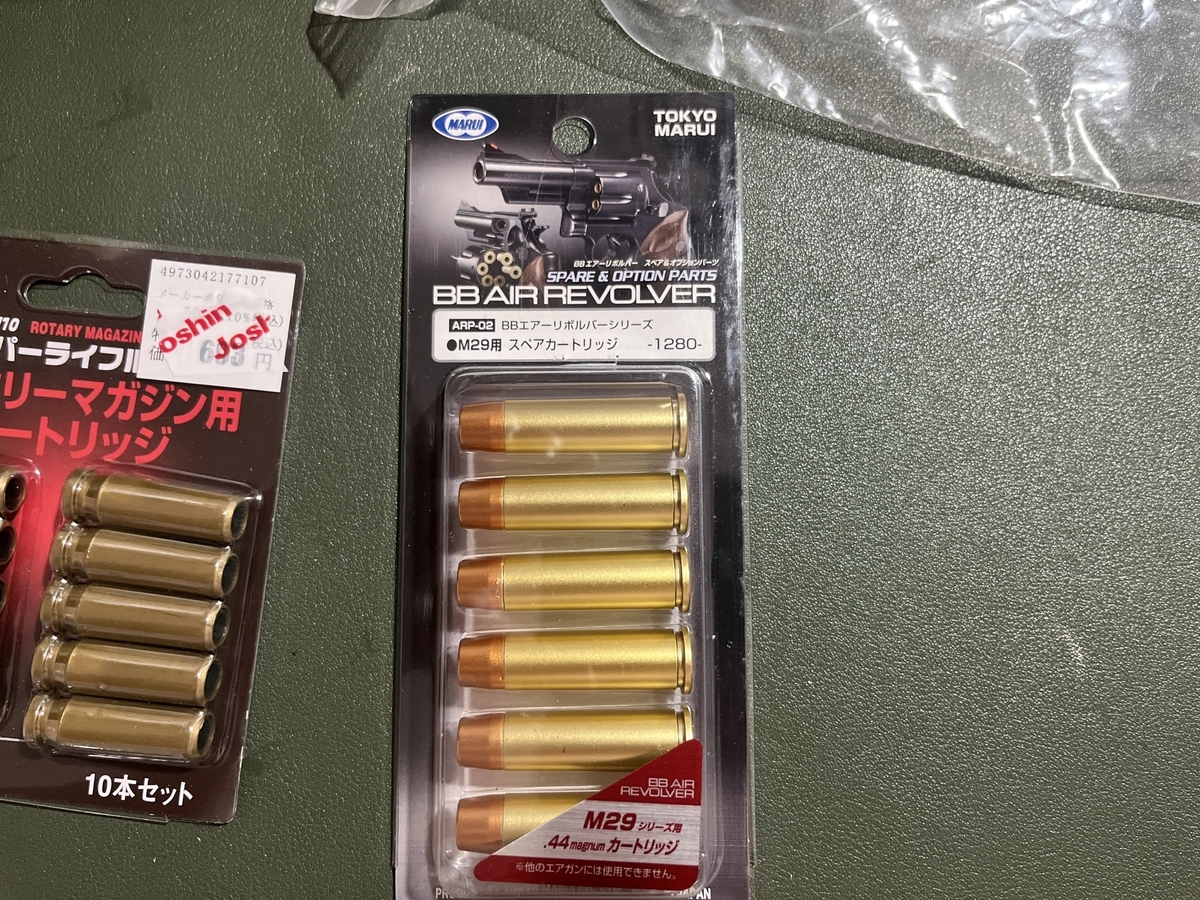 4973042177107
ROTARY MAGAZIN
パーライフル
リーマガジン用
ートリッジ
oshin
Josh
価
円
10本セット
MARUI
TOKYO
MARUI
BBエアーリボルバー スペア&オプションパーツ
SPARE & OPTION PARTS
BB AIR REVOLVER
ARP-02 BBエアーリボルバーシリーズ
●M29用 スペアカートリッジ -1280-
BB AIR
REVOLVER
M29 シリーズ用
.44 magnum カートリッジ
※他のエアガンには使用できません。